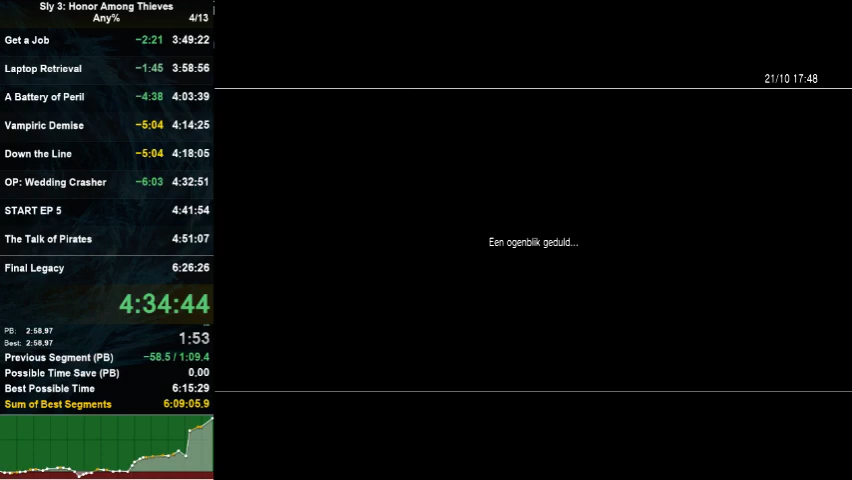 Sly 3: Honor Among Thieves
Any% 4/13
Get a Job −2:21 3:49:22
Laptop Retrieval −1:45 3:58:56
A Battery of Peril −4:38 4:03:39
Vampiric Demise −5:04 4:14:25
Down the Line −5:04 4:18:05
OP: Wedding Crasher −6:03 4:32:51
START EP 5 4:41:54
The Talk of Pirates 4:51:07
Final Legacy 6:26:26
4:34:44
PB: 2:58.97
Best: 2:58.97
1:53
Previous Segment (PB) −58.5 / 1:09.4
Possible Time Save (PB) 0.00
Best Possible Time 6:15:29
Sum of Best Segments 6:09:05.9
21/10 17:48
Een ogenblik geduld...